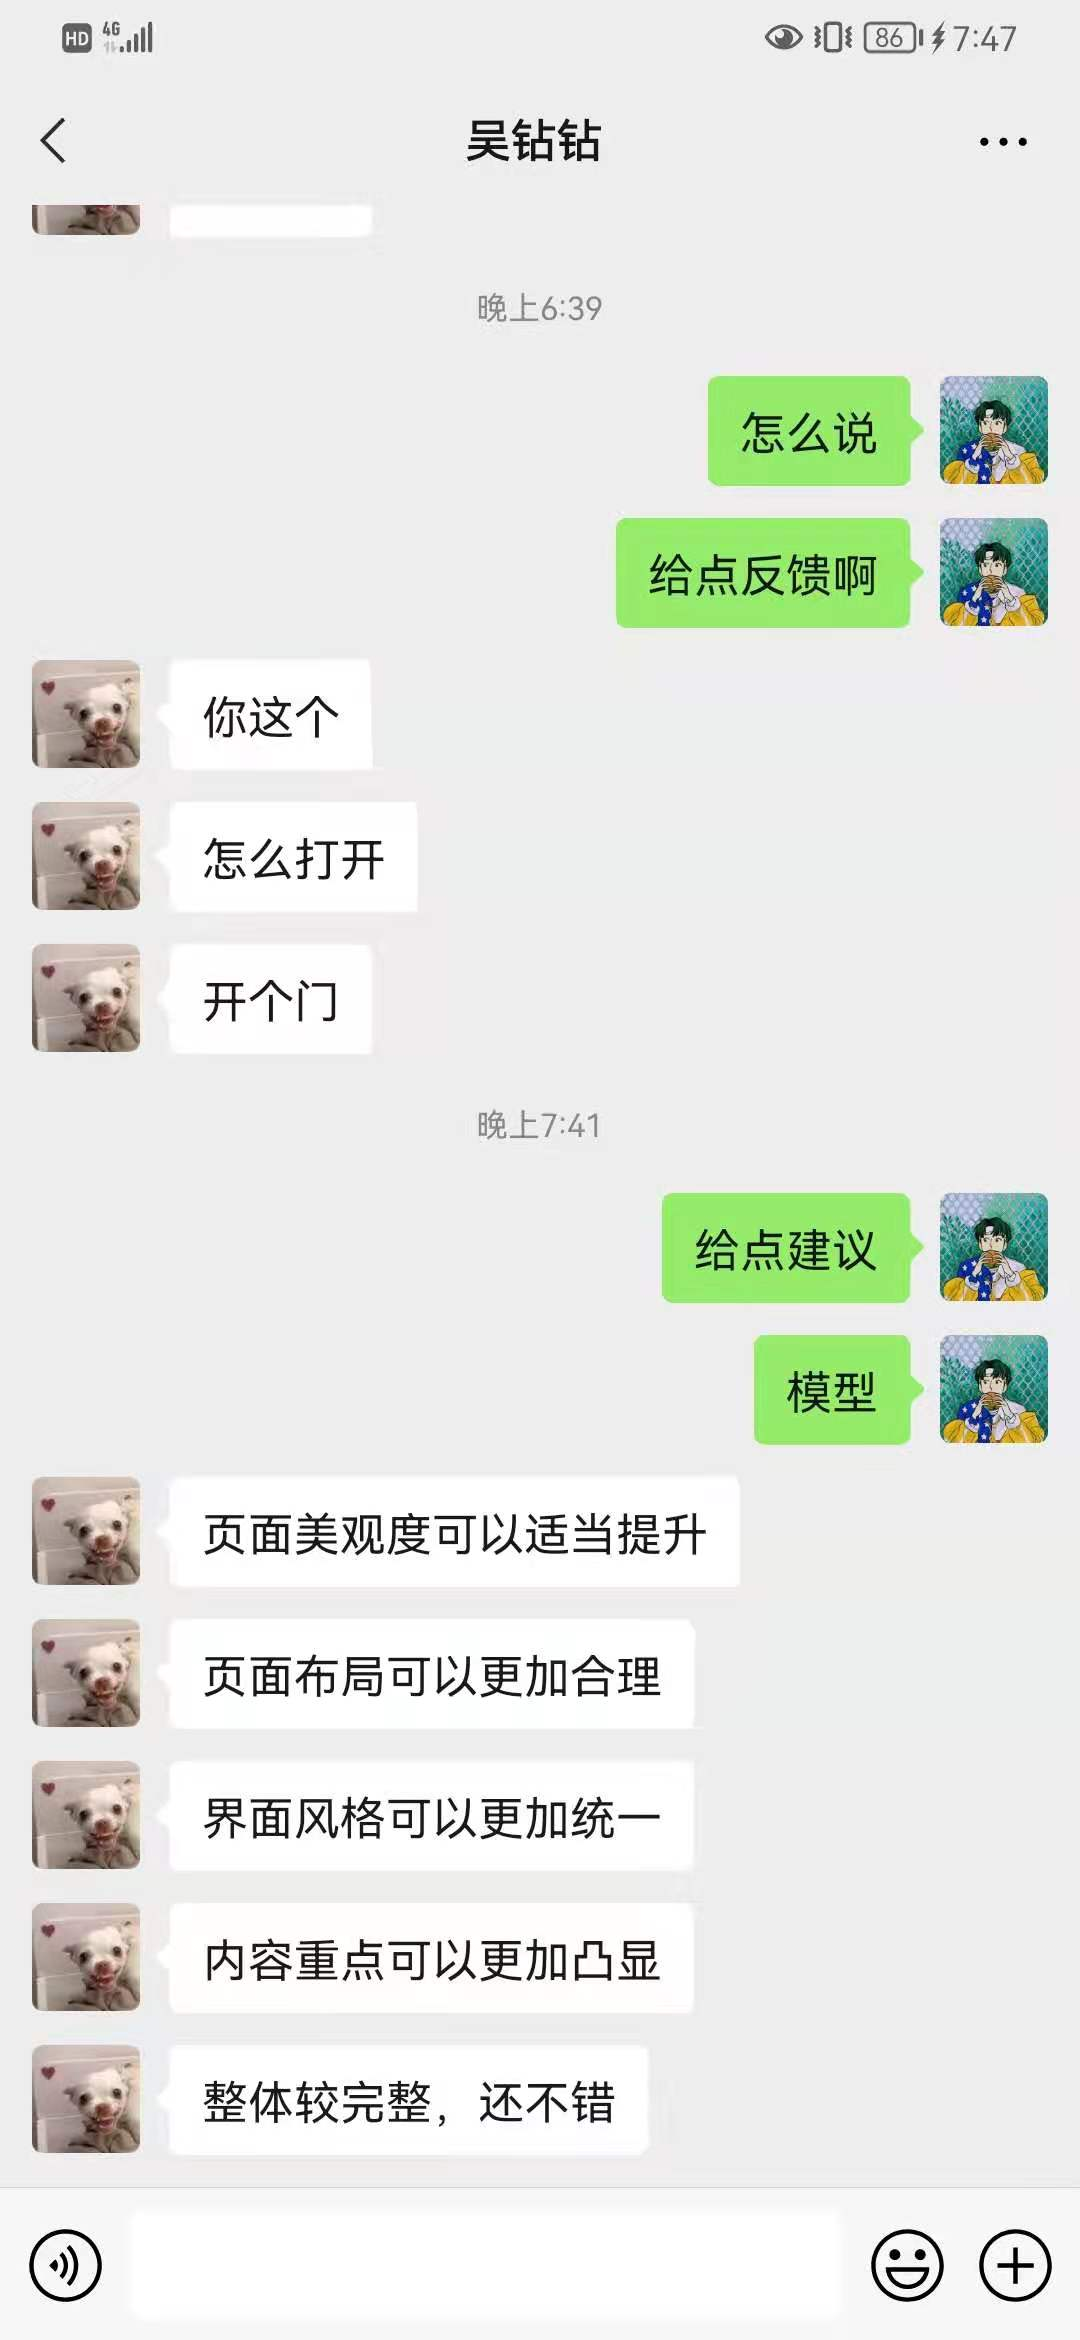 HD 4G 86 7:47
吴钻钻
晚上6:39
怎么说
给点反馈啊
你这个
怎么打开
开个门
晚上7:41
给点建议
模型
页面美观度可以适当提升
页面布局可以更加合理
界面风格可以更加统一
内容重点可以更加凸显
整体较完整，还不错